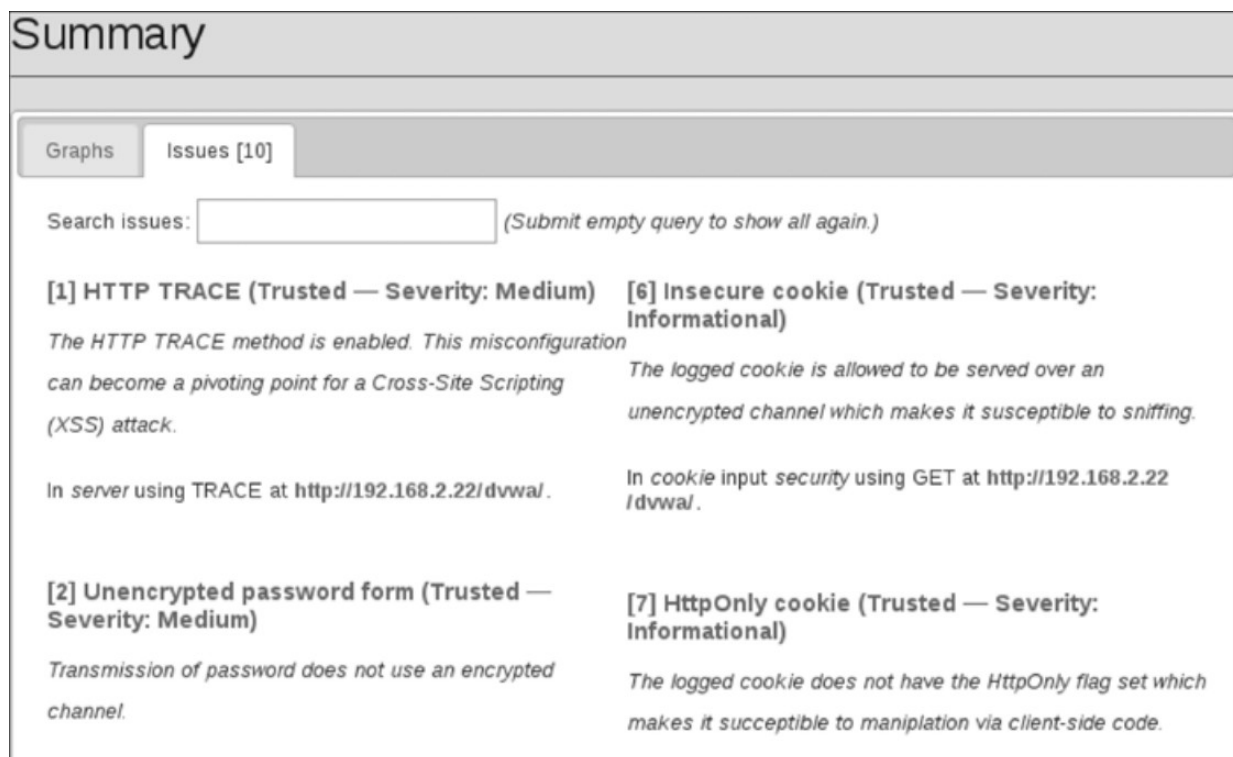 Summary
Graphs
Issues [10]
Search issues:
(Submit empty query to show all again.)
[1] HTTP TRACE (Trusted — Severity: Medium)
The HTTP TRACE method is enabled. This misconfiguration
can become a pivoting point for a Cross-Site Scripting
(XSS) attack.
In server using TRACE at http://192.168.2.22/dvwa/.
[2] Unencrypted password form (Trusted —
Severity: Medium)
Transmission of password does not use an encrypted
channel.
[6] Insecure cookie (Trusted — Severity:
Informational)
The logged cookie is allowed to be served over an
unencrypted channel which makes it susceptible to sniffing.
In cookie input security using GET at http://192.168.2.22
/dvwa/.
[7] HttpOnly cookie (Trusted — Severity:
Informational)
The logged cookie does not have the HttpOnly flag set which
makes it succeptible to maniplation via client-side code.